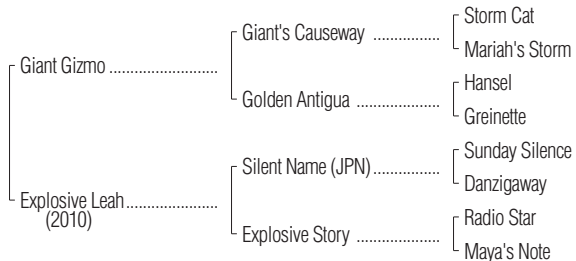 Storm Cat
Giant's Causeway ................
Mariah's Storm
Giant Gizmo .........................
Hansel
Golden Antigua ....................
Greinette
Sunday Silence
Silent Name (JPN).................
Danzigaway
Explosive Leah.....................
(2010)
Radio Star
Explosive Story ....................
Maya's Note